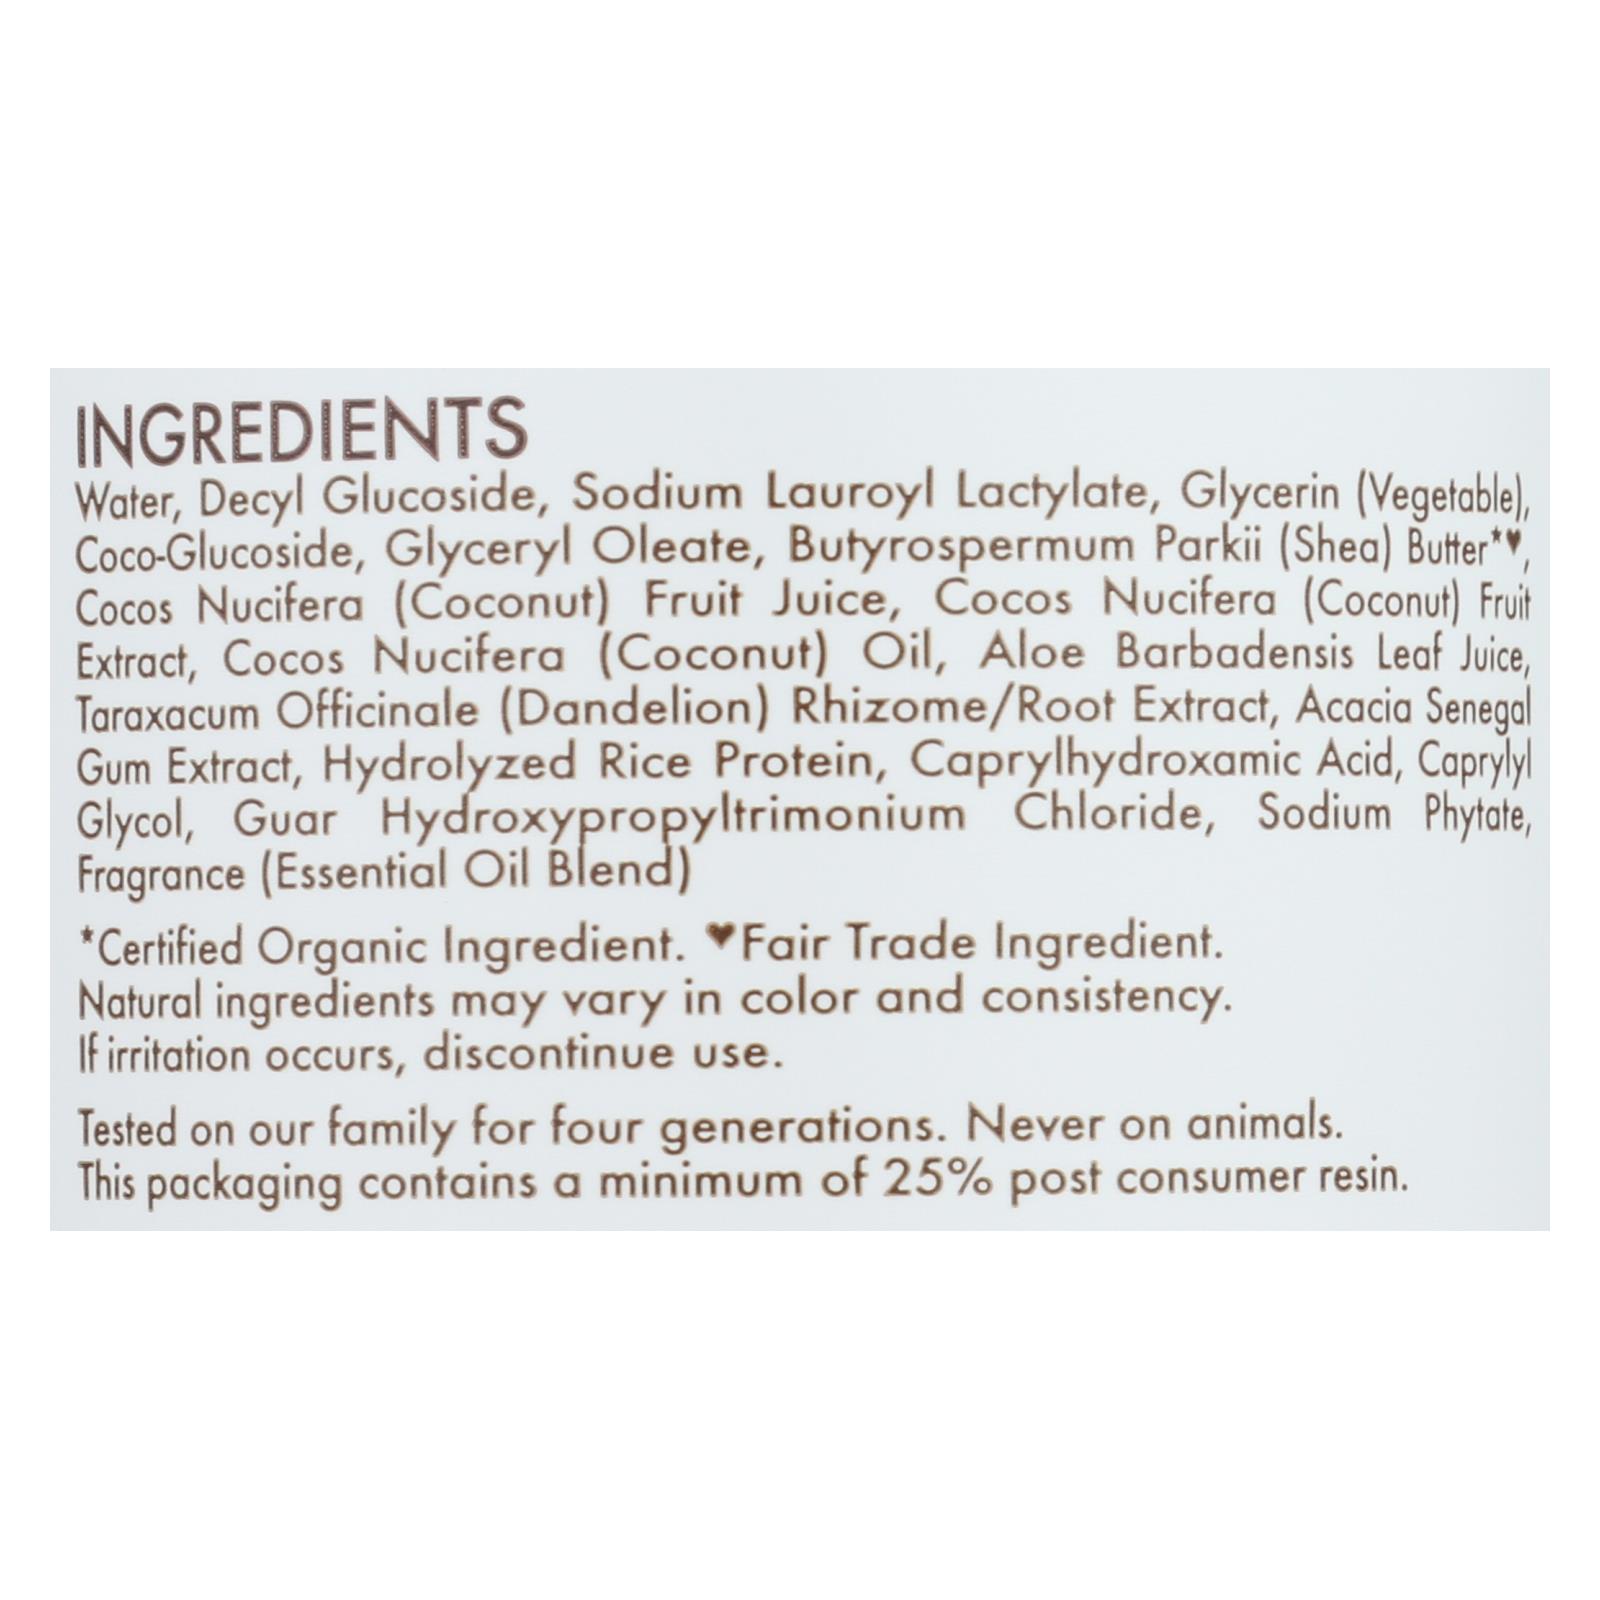 INGREDIENTS
Water, Decyl Glucoside, Sodium Lauroyl Lactylate, Glycerin (Vegetable),
Coco-Glucoside, Glyceryl Oleate, Butyrospermum Parkii (Shea) Butter*♥,
Cocos Nucifera (Coconut) Fruit Juice, Cocos Nucifera (Coconut) Fruit
Extract, Cocos Nucifera (Coconut) Oil, Aloe Barbadensis Leaf Juice,
Taraxacum Officinale (Dandelion) Rhizome/Root Extract, Acacia Senegal
Gum Extract, Hydrolyzed Rice Protein, Caprylhydroxamic Acid, Caprylyl
Glycol, Guar Hydroxypropyltrimonium Chloride, Sodium Phytate,
Fragrance (Essential Oil Blend)
*Certified Organic Ingredient. ♥Fair Trade Ingredient.
Natural ingredients may vary in color and consistency.
If irritation occurs, discontinue use.
Tested on our family for four generations. Never on animals.
This packaging contains a minimum of 25% post consumer resin.